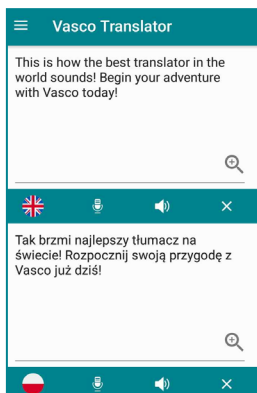 Vasco Translator
This is how the best translator in the
world sounds! Begin your adventure
with Vasco today!
Tak brzmi najlepszy tłumacz na
świecie! Rozpocznij swoją przygodę z
Vasco już dziś!